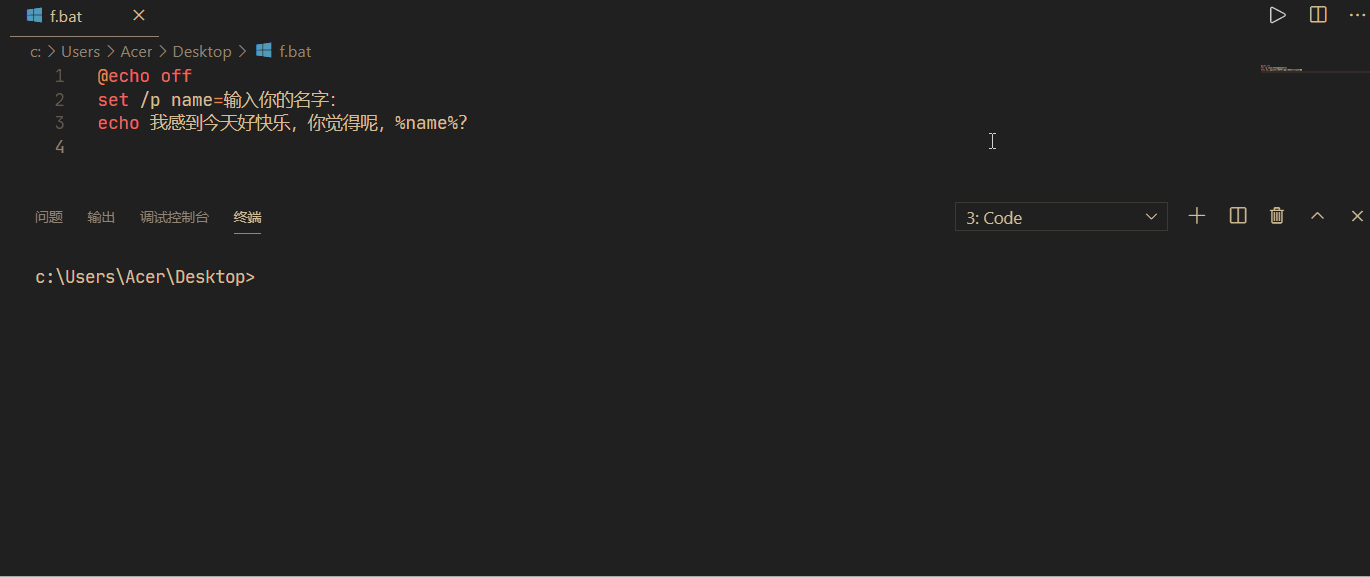 f.bat
c: > Users > Acer > Desktop > f.bat
1 @echo off
2 set /p name=输入你的名字：
3 echo 我感到今天好快乐，你觉得呢，%name%?
4
问题 输出 调试控制台 终端 3: Code
c:\Users\Acer\Desktop>